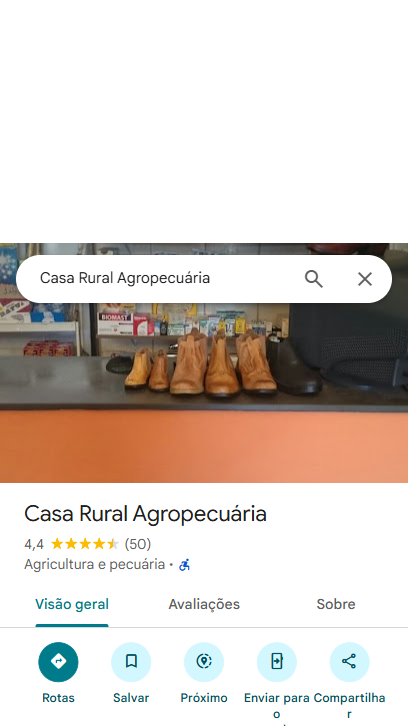 Casa Rural Agropecuária
BIOMAST
Casa Rural Agropecuária
4,4 (50)
Agricultura e pecuária ·
Visão geral Avaliações Sobre
Rotas Salvar Próximo Enviar para o Compartilhar